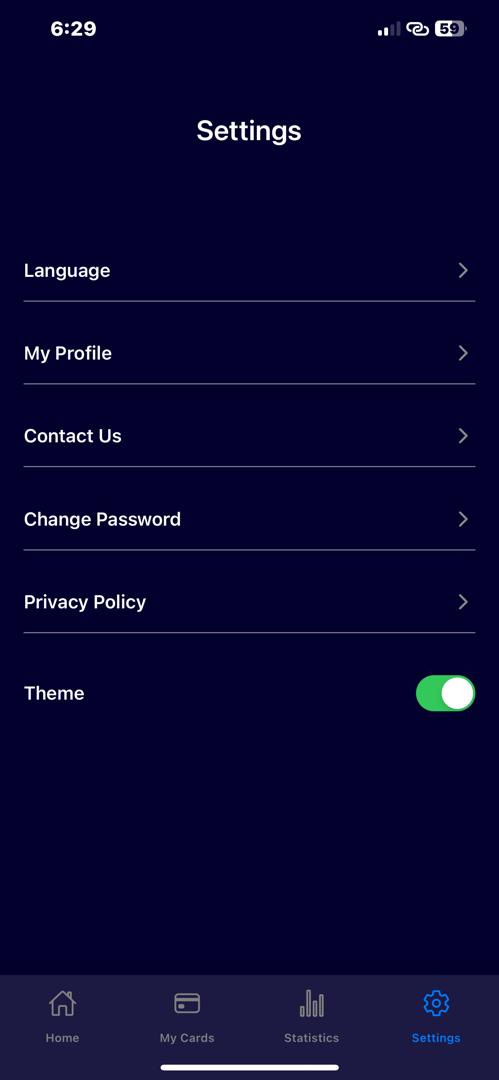 6:29
59
Settings
Language
My Profile
Contact Us
Change Password
Privacy Policy
Theme
Home
My Cards
Statistics
Settings